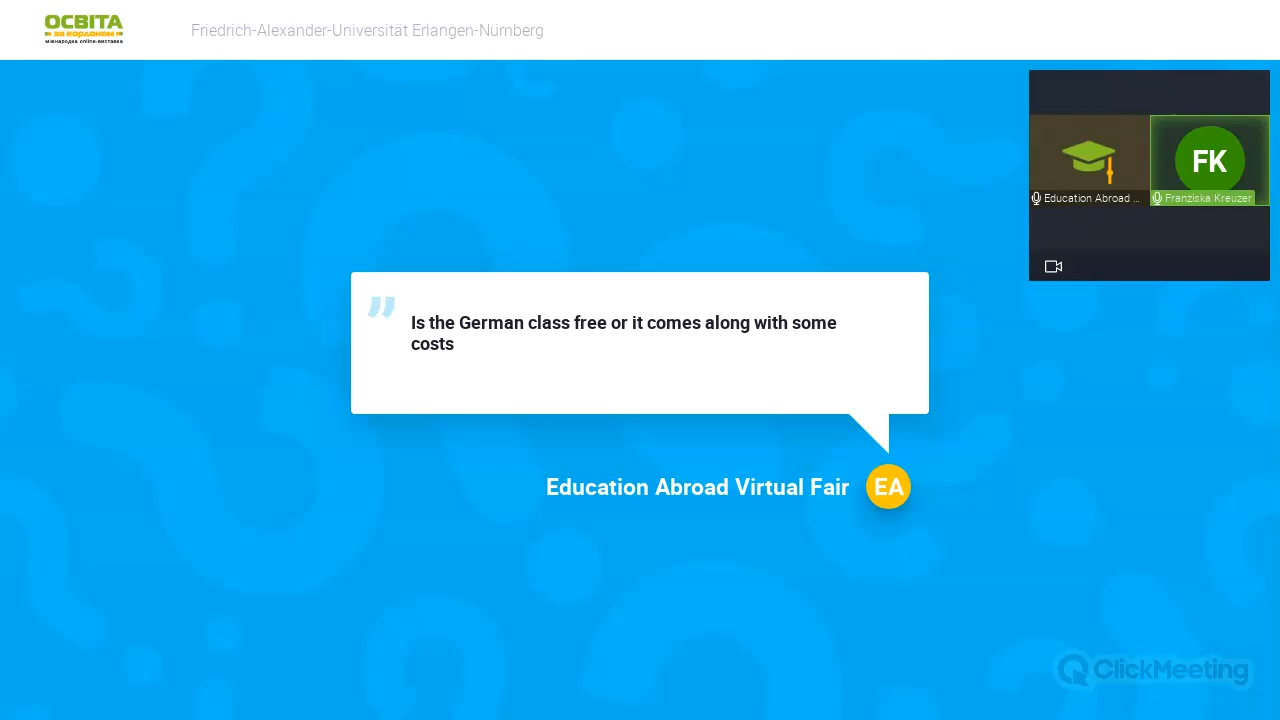 ОСВІТА
за кордоном
міжнародна online-виставка
Friedrich-Alexander-Universität Erlangen-Nürnberg
FK
Education Abroad ...
Franziska Kreuzer
Is the German class free or it comes along with some
costs
Education Abroad Virtual Fair
EA
ClickMeeting